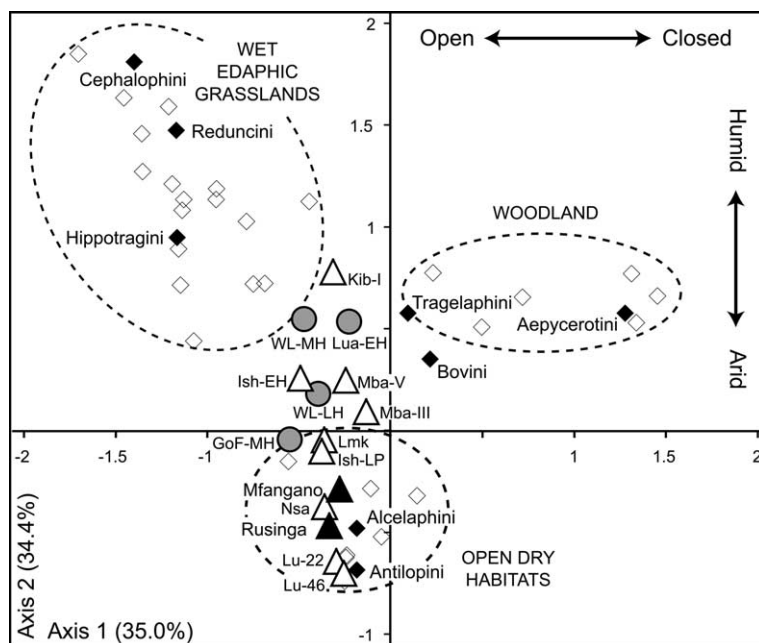 2
WET
EDAPHIC
GRASSLANDS
Open
Closed
Cephalophini
Reduncini
1.5
Humid
Hippotragini
1
WOODLAND
Kib-I
Tragelaphini
Aepycerotini
0.5
WL-MH
Lua-EH
Bovini
Arid
Ish-EH
Mba-V
WL-LH
Mba-III
GoF-MH
Lmk
-2
-1
0
0.5
1
1.5
2
Ish-LP
Mfangano
Nsa
Alcelaphini
Rusinga
Lu-22
Antilopini
OPEN DRY
HABITATS
Lu-46
Axis 2 (34.4%)
Axis 1 (35.0%)
-1